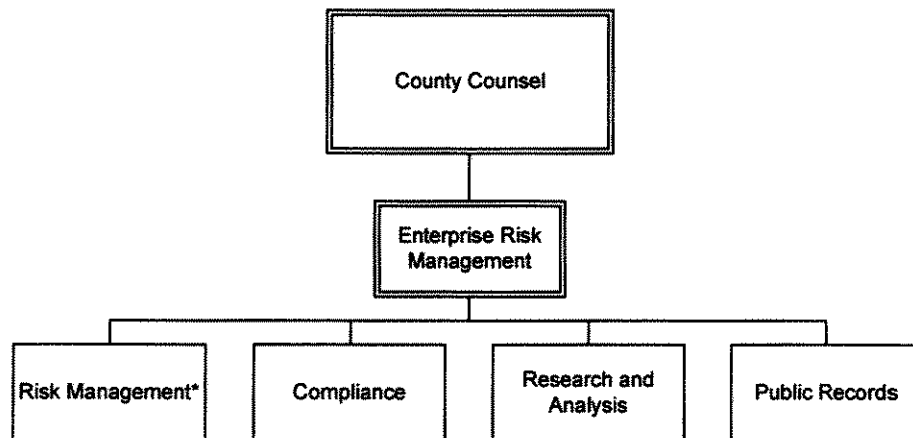 County Counsel
Enterprise Risk
Management
Risk Management*
Compliance
Research and
Analysis
Public Records